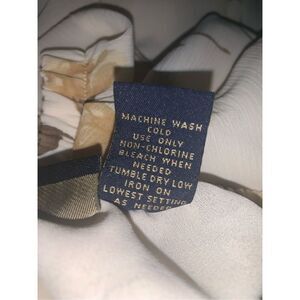 MACHINE WASH
COLD
USE ONLY
NON-CHLORINE
BLEACH WHEN
NEEDED
TUMBLE DRY LOW
IRON ON
LOWEST SETTING
AS NEEDED